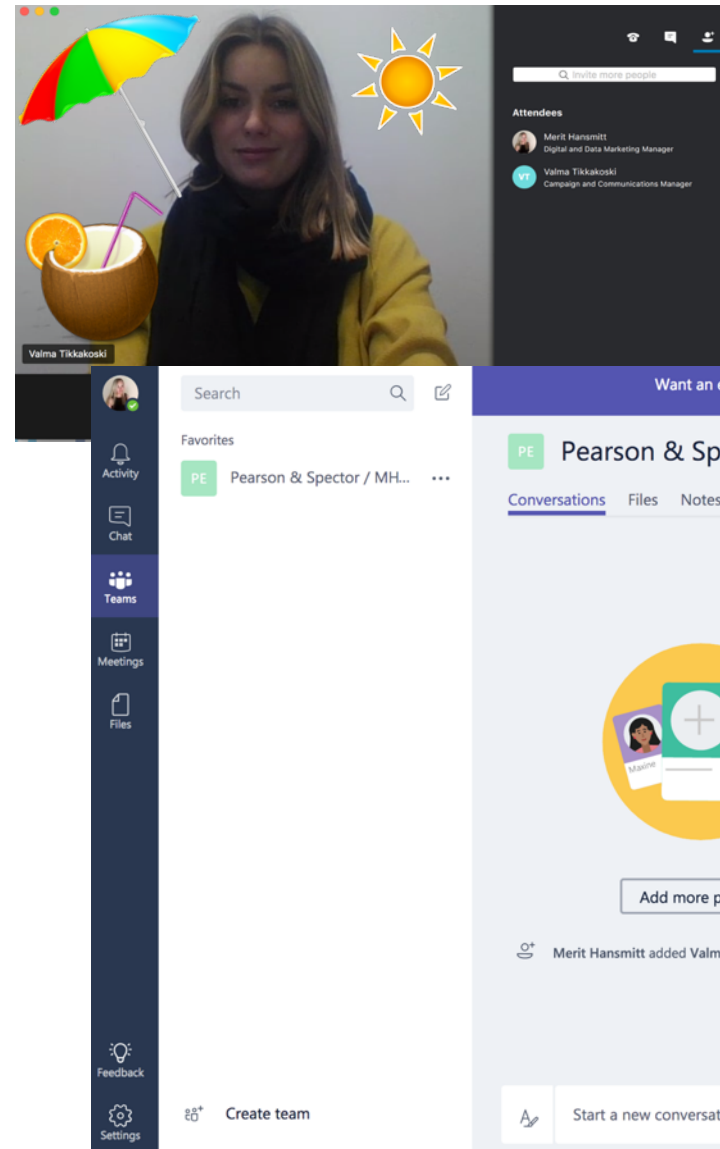 Invite more people
Attendees
Merit Hansmitt
Digital and Data Marketing Manager
VT
Valma Tikkakoski
Campaign and Communications Manager
Valma Tikkakoski
Search
Want an
Favorites
PE
Pearson & Spector / MH...
PE
Pearson & Sp
Conversations
Files
Notes
Activity
Chat
Teams
Meetings
Files
Maxine
Add more p
Merit Hansmitt added Valm
Feedback
Settings
Create team
Start a new conversat